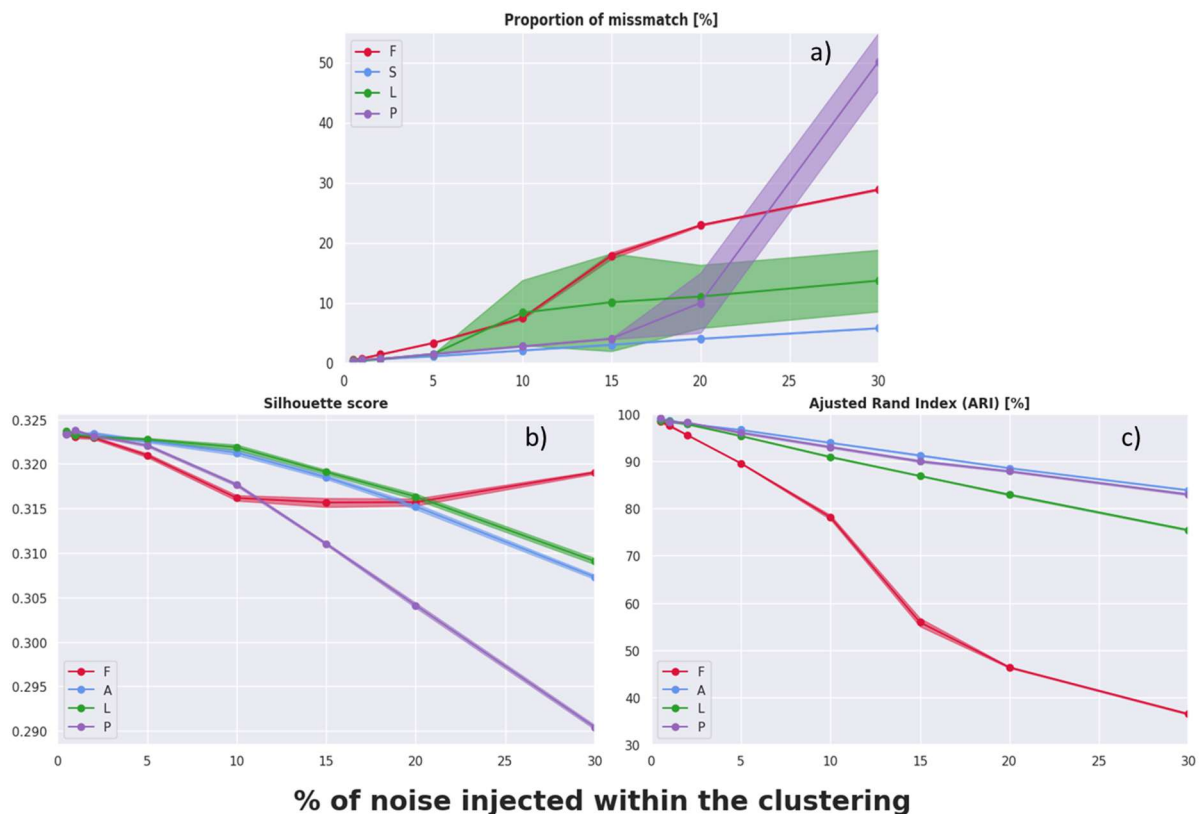 Proportion of missmatch [%]
a)
F
S
L
P
50
40
30
20
10
0
0 5 10 15 20 25 30
Silhouette score
b)
0.325
0.320
0.315
0.310
0.305
0.300
0.295
0.290
F
A
L
P
0 5 10 15 20 25 30
Ajusted Rand Index (ARI) [%]
c)
100
90
80
70
60
50
40
30
F
A
L
P
0 5 10 15 20 25 30
% of noise injected within the clustering